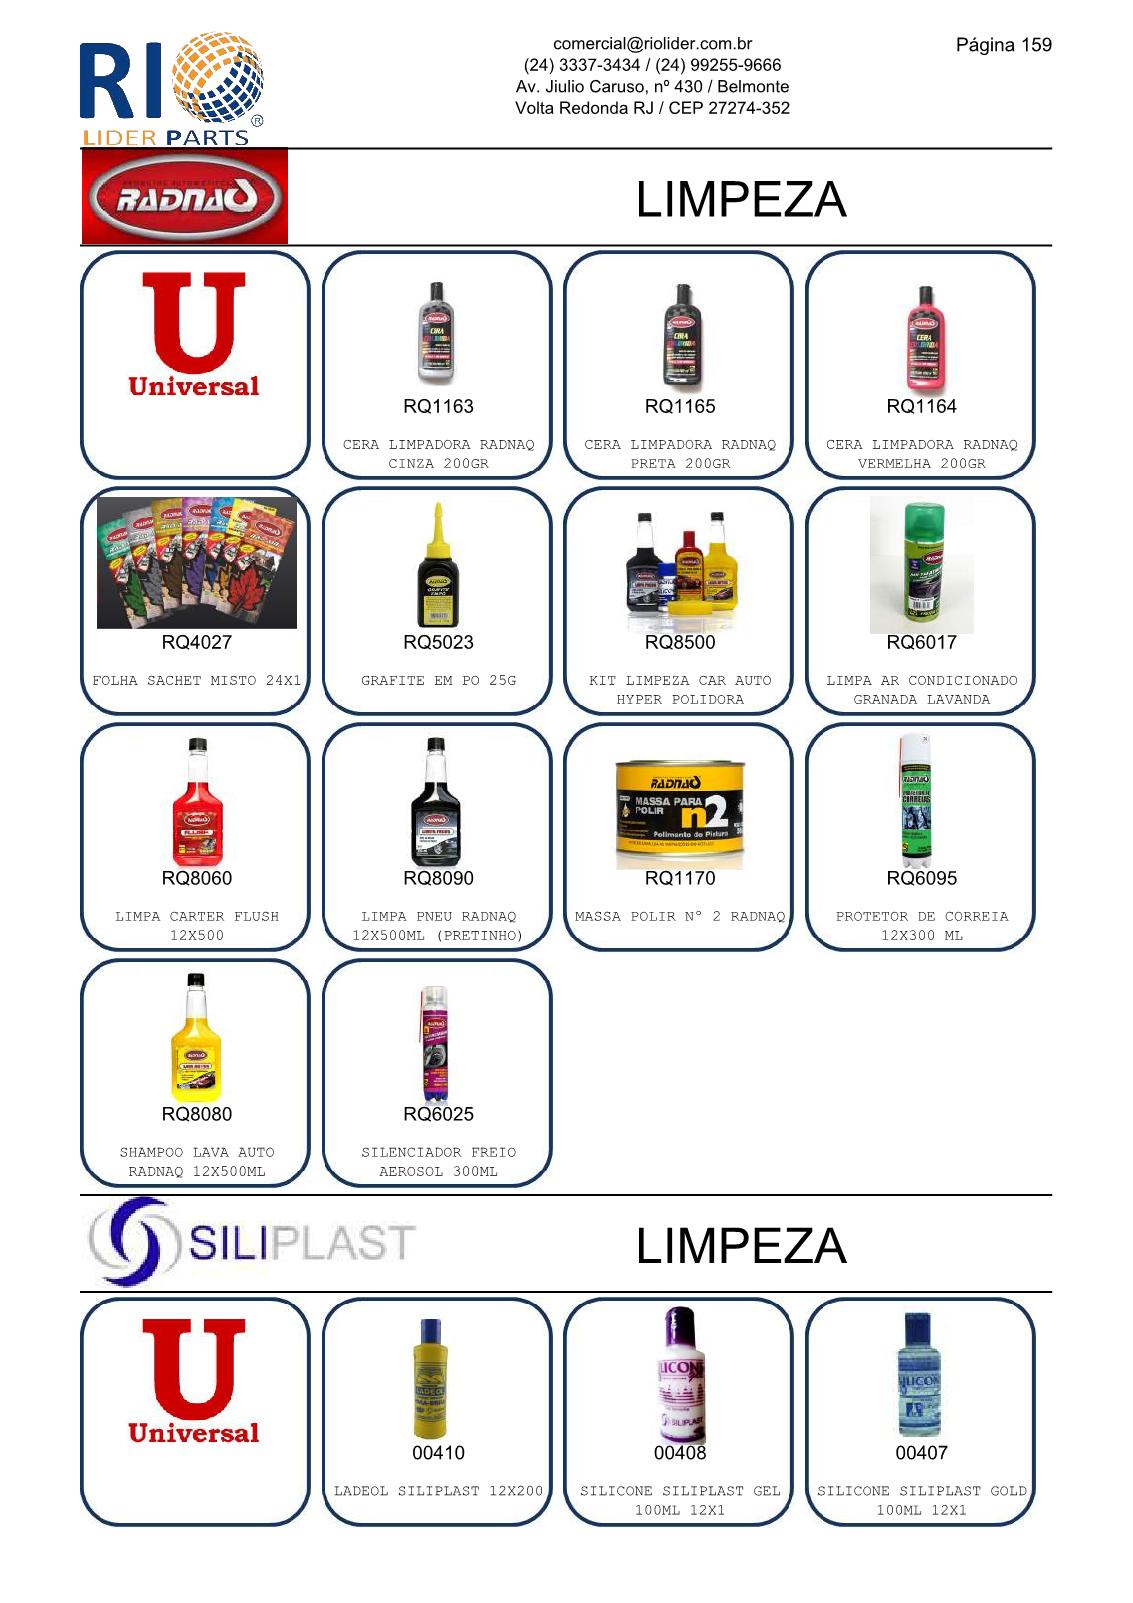 RIO
LIDER PARTS
®
comercial@riolider.com.br
(24) 3337-3434 / (24) 99255-9666
Av. Jiulio Caruso, nº 430 / Belmonte
Volta Redonda RJ / CEP 27274-352
Página 159
RADNAQ
LIMPEZA
U
Universal
RQ1163
CERA LIMPADORA RADNAQ
CINZA 200GR
RQ1165
CERA LIMPADORA RADNAQ
PRETA 200GR
RQ1164
CERA LIMPADORA RADNAQ
VERMELHA 200GR
RQ4027
FOLHA SACHET MISTO 24X1
RQ5023
GRAFITE EM PO 25G
RQ8500
KIT LIMPEZA CAR AUTO
HYPER POLIDORA
RQ6017
LIMPA AR CONDICIONADO
GRANADA LAVANDA
RQ8060
LIMPA CARTER FLUSH
12X500
RQ8090
LIMPA PNEU RADNAQ
12X500ML (PRETINHO)
RADNAQ
MASSA PARA
POLIR
n2
Polimento da Pintura
RQ1170
MASSA POLIR Nº 2 RADNAQ
RQ6095
PROTETOR DE CORREIA
12X300 ML
RQ8080
SHAMPOO LAVA AUTO
RADNAQ 12X500ML
RQ6025
SILENCIADOR FREIO
AEROSOL 300ML
SILIPLAST
LIMPEZA
U
Universal
00410
LADEOL SILIPLAST 12X200
00408
SILICONE SILIPLAST GEL
100ML 12X1
00407
SILICONE SILIPLAST GOLD
100ML 12X1